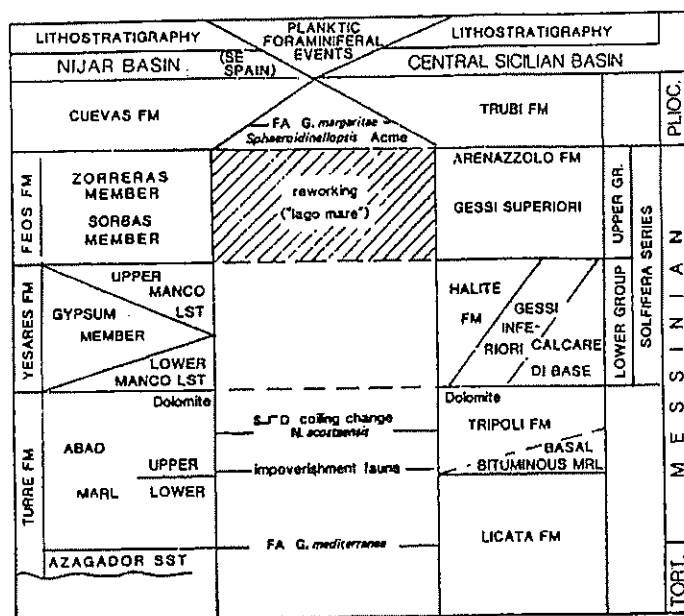 LITHOSTRATIGRAPHY
PLANKTIC
FORAMINIFERAL
EVENTS
LITHOSTRATIGRAPHY
NIJAR BASIN
(SE
SPAIN)
CENTRAL SICILIAN BASIN
CUEVAS FM
FA G. margaritae
Sphaeroidinellopsis Acme
TRUBI FM
PLIOC.
FEOS FM
ZORRERAS
MEMBER
SORBAS
MEMBER
reworking
("lago mare")
ARENAZZOLO FM
GESSI SUPERIORI
UPPER GR.
SOLFIFERA SERIES
MESSINIAN
YESARES FM
UPPER
MANCO
LST
GYPSUM
MEMBER
LOWER
MANCO LST
HALITE
FM
GESSI
INFE-
RIORI
CALCARE
DI BASE
LOWER GROUP
TURRE FM
Dolomite
ABAD
MARL
UPPER
LOWER
AZAGADOR SST
S/D coiling change
N. acostaensis
impoverishment fauna
FA G. mediterranea
Dolomite
TRIPOLI FM
BASAL
BITUMINOUS MRL
LICATA FM
TORT.